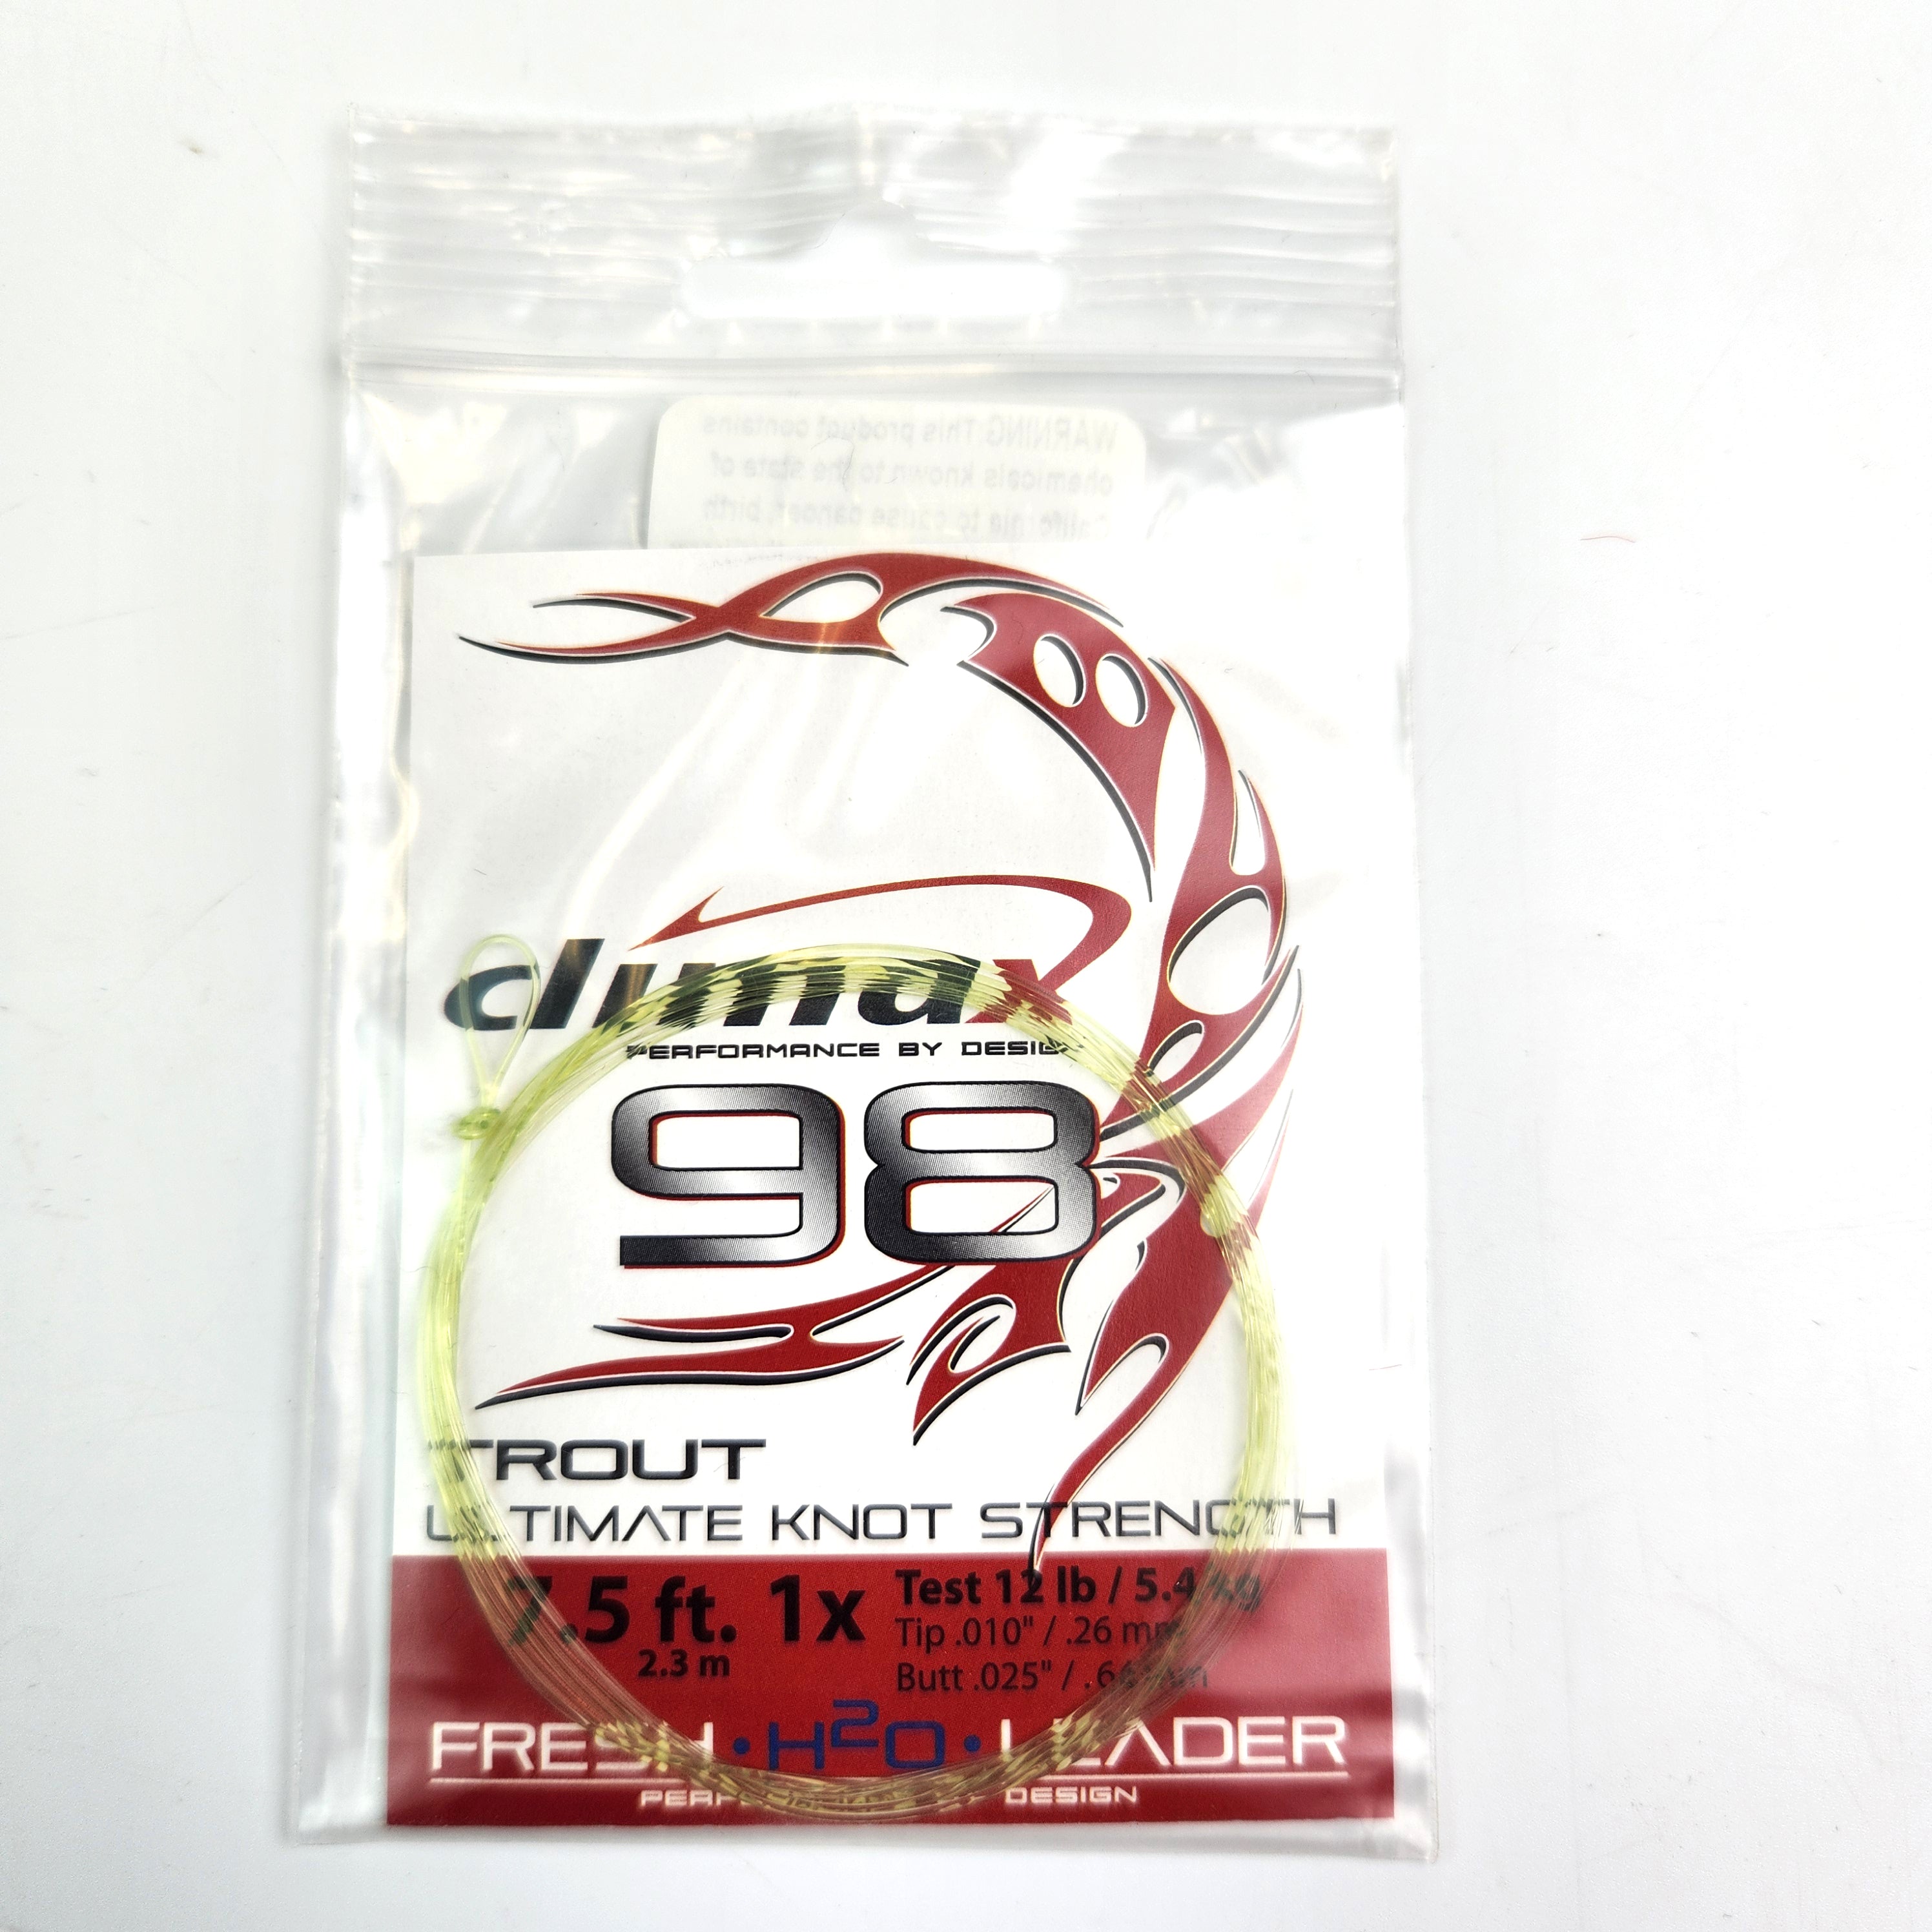 WARNING This product contains
chemicals known to the state of
California to cause cancer, birth
climax
PERFORMANCE BY DESIGN
98
TROUT
ULTIMATE KNOT STRENGTH
7.5 ft. 1x
2.3 m
Test 12 lb / 5.4 kg
Tip .010" / .26 mm
Butt .025" / .64 mm
FRESH • H2O • LEADER
PERFORMANCE BY DESIGN